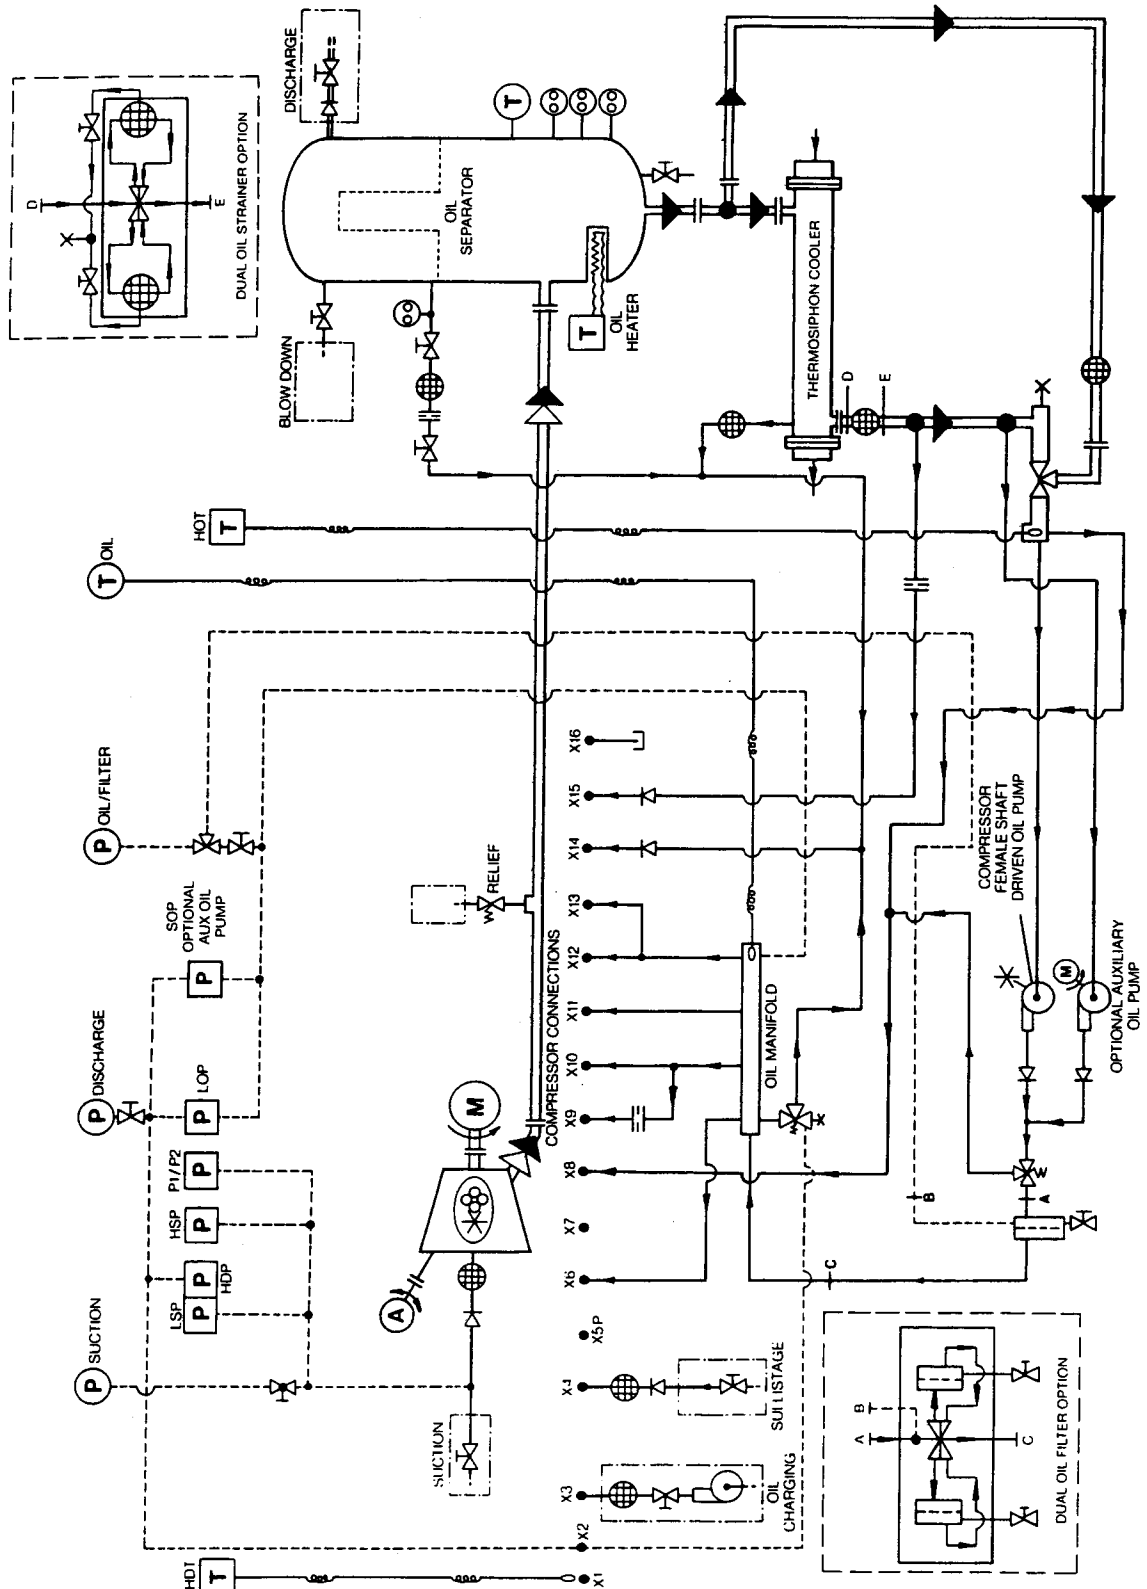 D
E
DUAL OIL STRAINER OPTION
DISCHARGE
T
OIL
SEPARATOR
BLOW DOWN
T
OIL
HEATER
THERMOSIPHON COOLER
D
E
HOT
T
T
OIL
P
OIL/FILTER
SOP
OPTIONAL
AUX OIL
PUMP
P
RELIEF
P
DISCHARGE
LOP
P
P1/P2
P
HSP
P
LSP
P
P
HDP
P
SUCTION
M
A
SUCTION
COMPRESSOR CONNECTIONS
X16
X15
X14
X13
X12
X11
X10
X9
X8
X7
X6
X5P
X4
X3
X2
X1
OIL MANIFOLD
COMPRESSOR
FEMALE SHAFT
DRIVEN OIL PUMP
M
OPTIONAL AUXILIARY
OIL PUMP
B
A
C
SUI LISTAGE
OIL
CHARGING
HDT
T
A
B
C
DUAL OIL FILTER OPTION